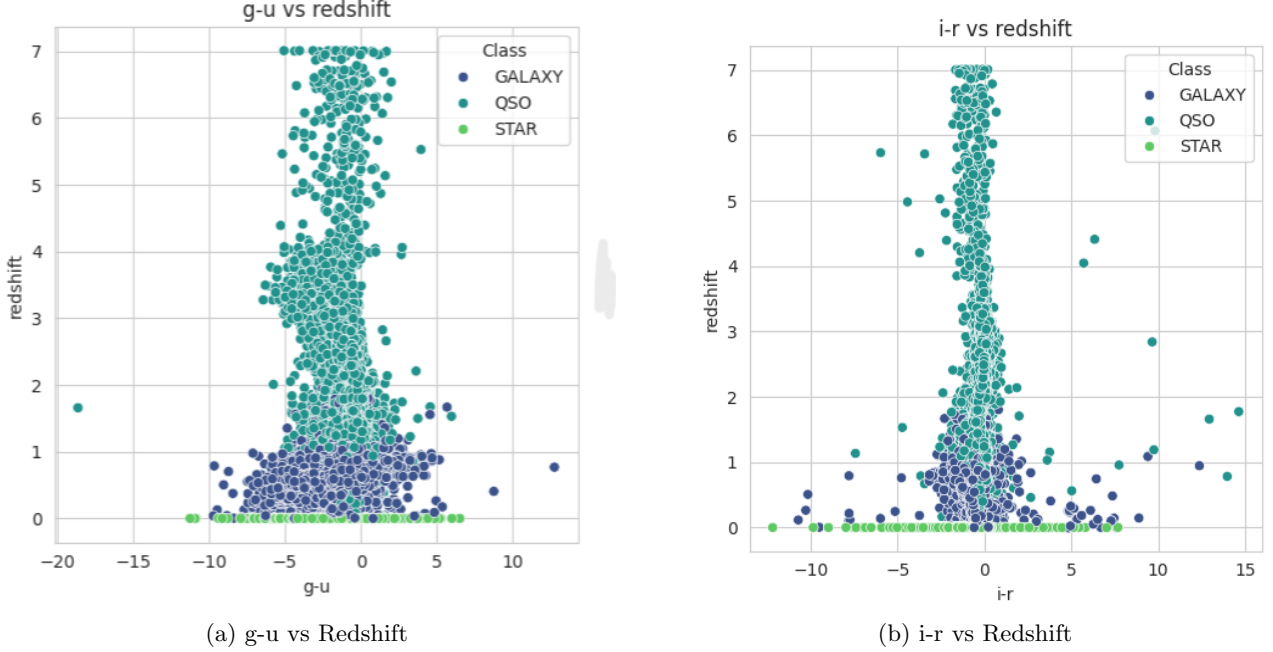 g-u vs redshift
7
6
5
4
3
2
1
0
redshift
−20 −15 −10 −5 0 5 10
g-u
Class
GALAXY
QSO
STAR
(a) g-u vs Redshift
i-r vs redshift
7
6
5
4
3
2
1
0
redshift
−10 −5 0 5 10 15
i-r
Class
GALAXY
QSO
STAR
(b) i-r vs Redshift